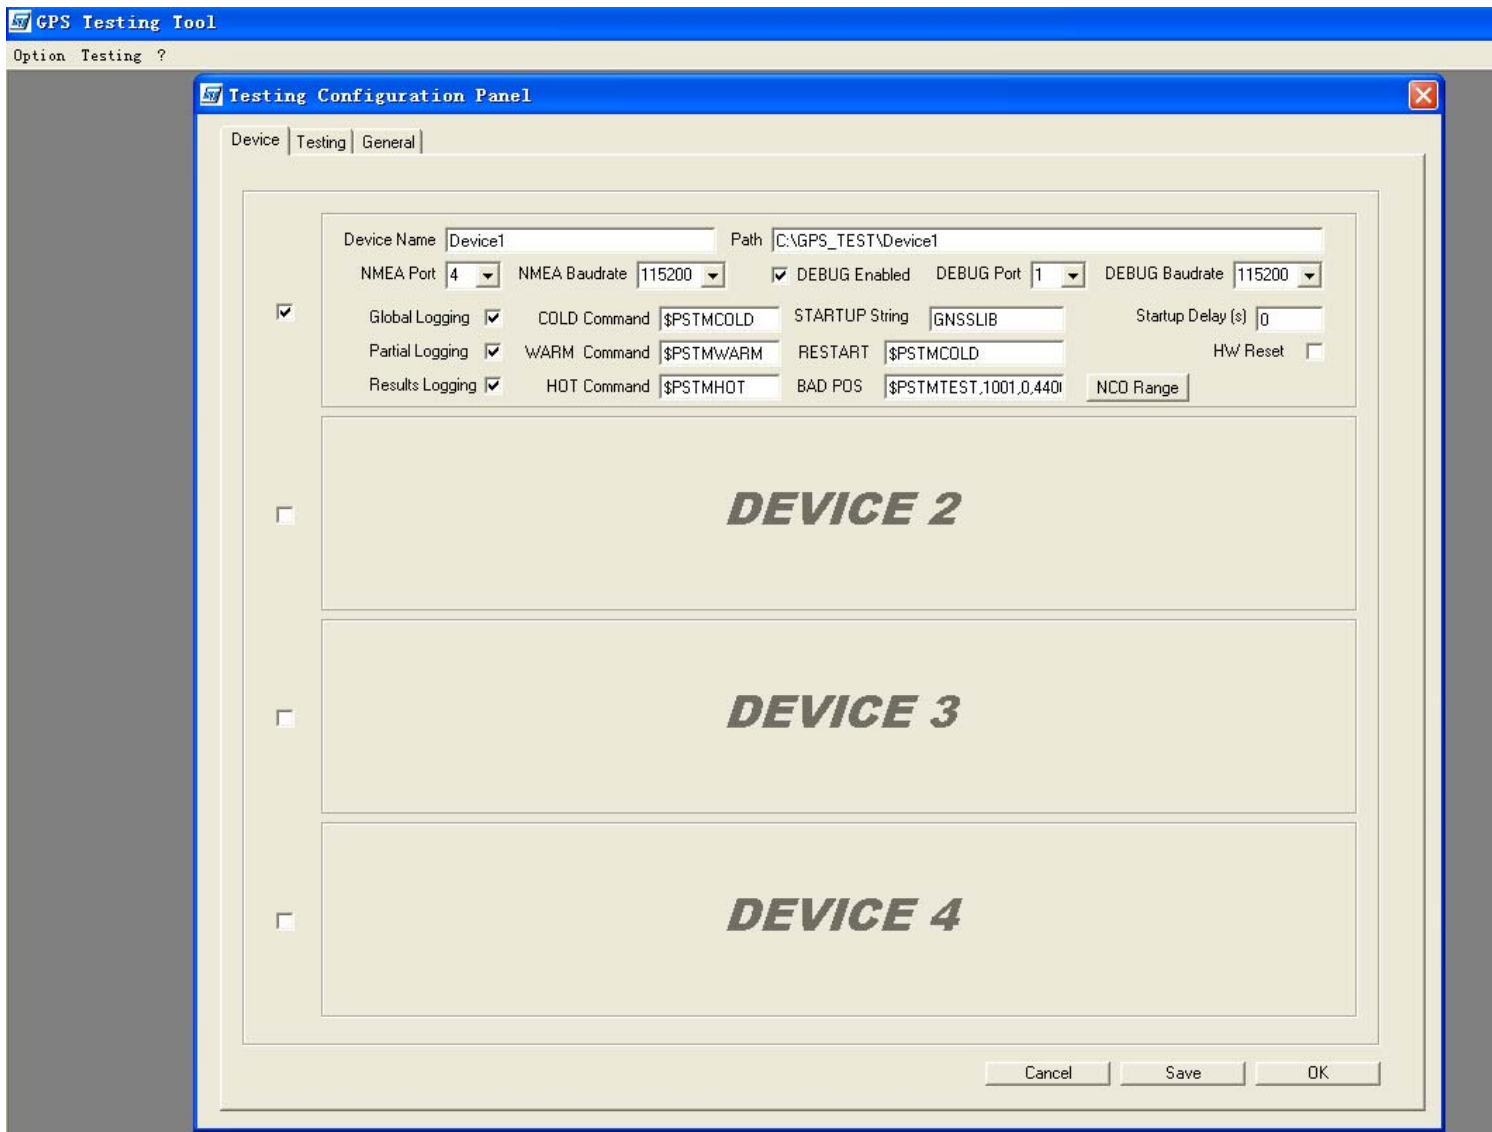 GPS Testing Tool
Option Testing ?
Testing Configuration Panel
Device Testing General
Device Name Device1 Path C:\GPS_TEST\Device1
NMEA Port 4 NMEA Baudrate 115200 DEBUG Enabled DEBUG Port 1 DEBUG Baudrate 115200
Global Logging COLD Command $PSTMCOLD STARTUP String GNSSLIB Startup Delay (s) 0
Partial Logging WARM Command $PSTMWARM RESTART $PSTMCOLD HW Reset
Results Logging HOT Command $PSTMHOT BAD POS $PSTMTEST,1001,0,440 NCO Range
DEVICE 2
DEVICE 3
DEVICE 4
Cancel Save OK